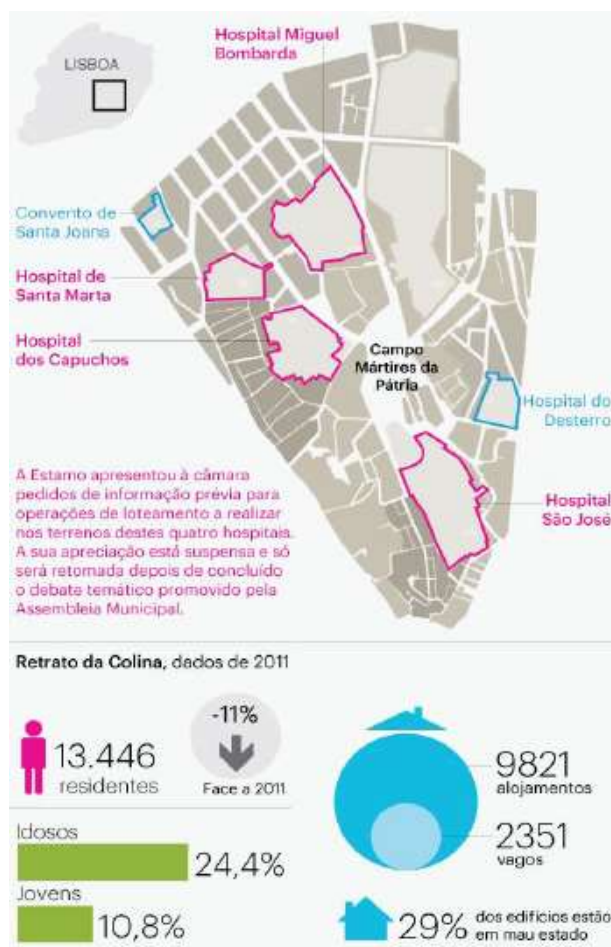 Hospital Miguel
Bombarda
LISBOA
Convento de
Santa Joana
Hospital de
Santa Marta
Hospital
dos Capuchos
Campo
Mártires da
Pátria
Hospital do
Desterro
Hospital
São José
A Estamo apresentou à câmara
pedidos de informação prévia para
operações de loteamento a realizar
nos terrenos destes quatro hospitais.
A sua apreciação está suspensa e só
será retomada depois de concluído
o debate temático promovido pela
Assembleia Municipal.
Retrato da Colina, dados de 2011
-11%
13.446
residentes
Face a 2011
9821
alojamentos
2351
vagos
Idosos
24,4%
Jovens
10,8%
29% dos edifícios estão
em mau estado